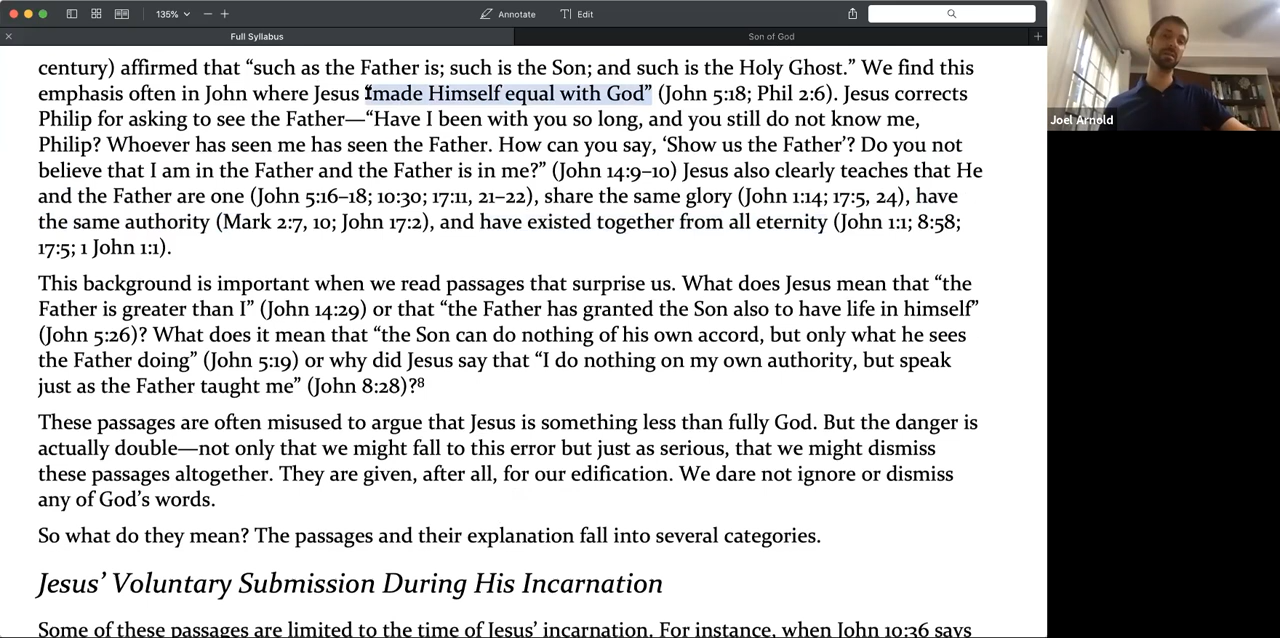 135%
Annotate
Edit
Full Syllabus
Son of God
century) affirmed that “such as the Father is; such is the Son; and such is the Holy Ghost.” We find this
emphasis often in John where Jesus “made Himself equal with God” (John 5:18; Phil 2:6). Jesus corrects
Philip for asking to see the Father—“Have I been with you so long, and you still do not know me,
Philip? Whoever has seen me has seen the Father. How can you say, ‘Show us the Father’? Do you not
believe that I am in the Father and the Father is in me?” (John 14:9–10) Jesus also clearly teaches that He
and the Father are one (John 5:16–18; 10:30; 17:11, 21–22), share the same glory (John 1:14; 17:5, 24), have
the same authority (Mark 2:7, 10; John 17:2), and have existed together from all eternity (John 1:1; 8:58;
17:5; 1 John 1:1).
This background is important when we read passages that surprise us. What does Jesus mean that “the
Father is greater than I” (John 14:29) or that “the Father has granted the Son also to have life in himself”
(John 5:26)? What does it mean that “the Son can do nothing of his own accord, but only what he sees
the Father doing” (John 5:19) or why did Jesus say that “I do nothing on my own authority, but speak
just as the Father taught me” (John 8:28)?⁸
These passages are often misused to argue that Jesus is something less than fully God. But the danger is
actually double—not only that we might fall to this error but just as serious, that we might dismiss
these passages altogether. They are given, after all, for our edification. We dare not ignore or dismiss
any of God’s words.
So what do they mean? The passages and their explanation fall into several categories.
Jesus’ Voluntary Submission During His Incarnation
Some of these passages are limited to the time of Jesus’ incarnation. For instance, when John 10:36 says
Joel Arnold